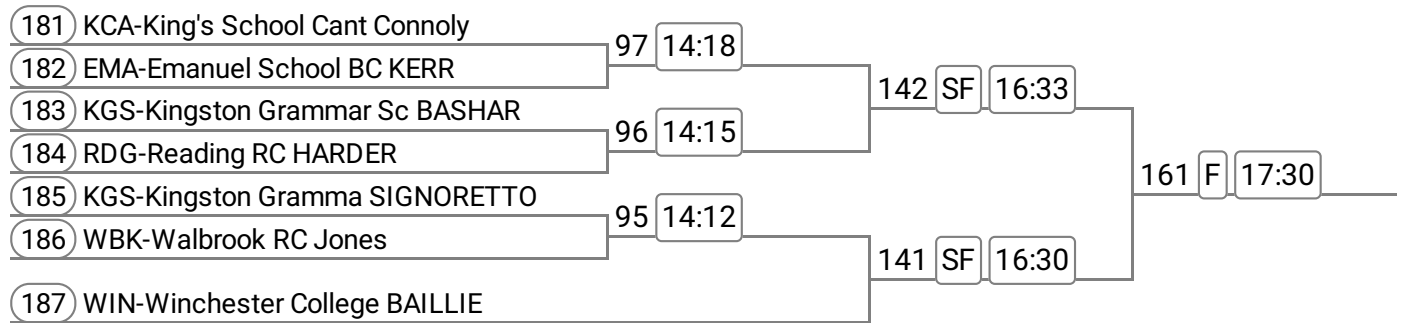 181 KCA-King's School Cant Connoly
97 14:18
182 EMA-Emanuel School BC KERR
142 SF 16:33
183 KGS-Kingston Grammar Sc BASHAR
96 14:15
184 RDG-Reading RC HARDER
161 F 17:30
185 KGS-Kingston Gramma SIGNORETTO
95 14:12
186 WBK-Walbrook RC Jones
141 SF 16:30
187 WIN-Winchester College BAILLIE